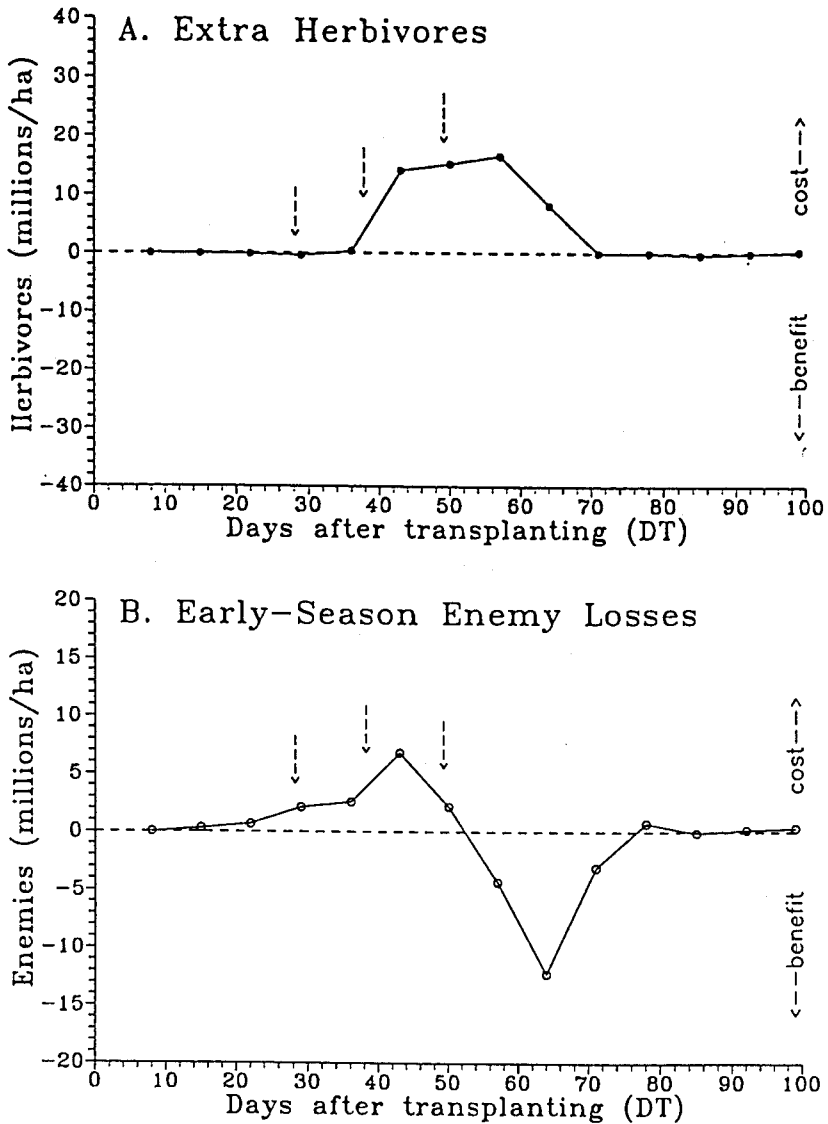 A. Extra Herbivores
40
30
20
10
0
-10
-20
-30
-40
Herbivores (millions/ha)
cost
benefit
0 10 20 30 40 50 60 70 80 90 100
Days after transplanting (DT)
B. Early-Season Enemy Losses
20
15
10
5
0
-5
-10
-15
-20
Enemies (millions/ha)
cost
benefit
0 10 20 30 40 50 60 70 80 90 100
Days after transplanting (DT)